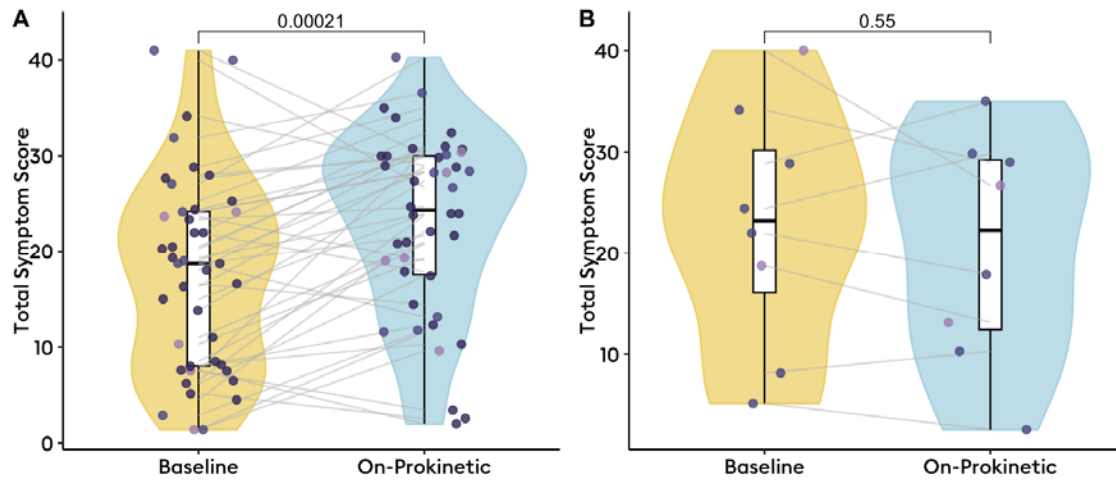 A
0.00021
Total Symptom Score
40
30
20
10
0
Baseline
On-Prokinetic
B
0.55
Total Symptom Score
40
30
20
10
Baseline
On-Prokinetic